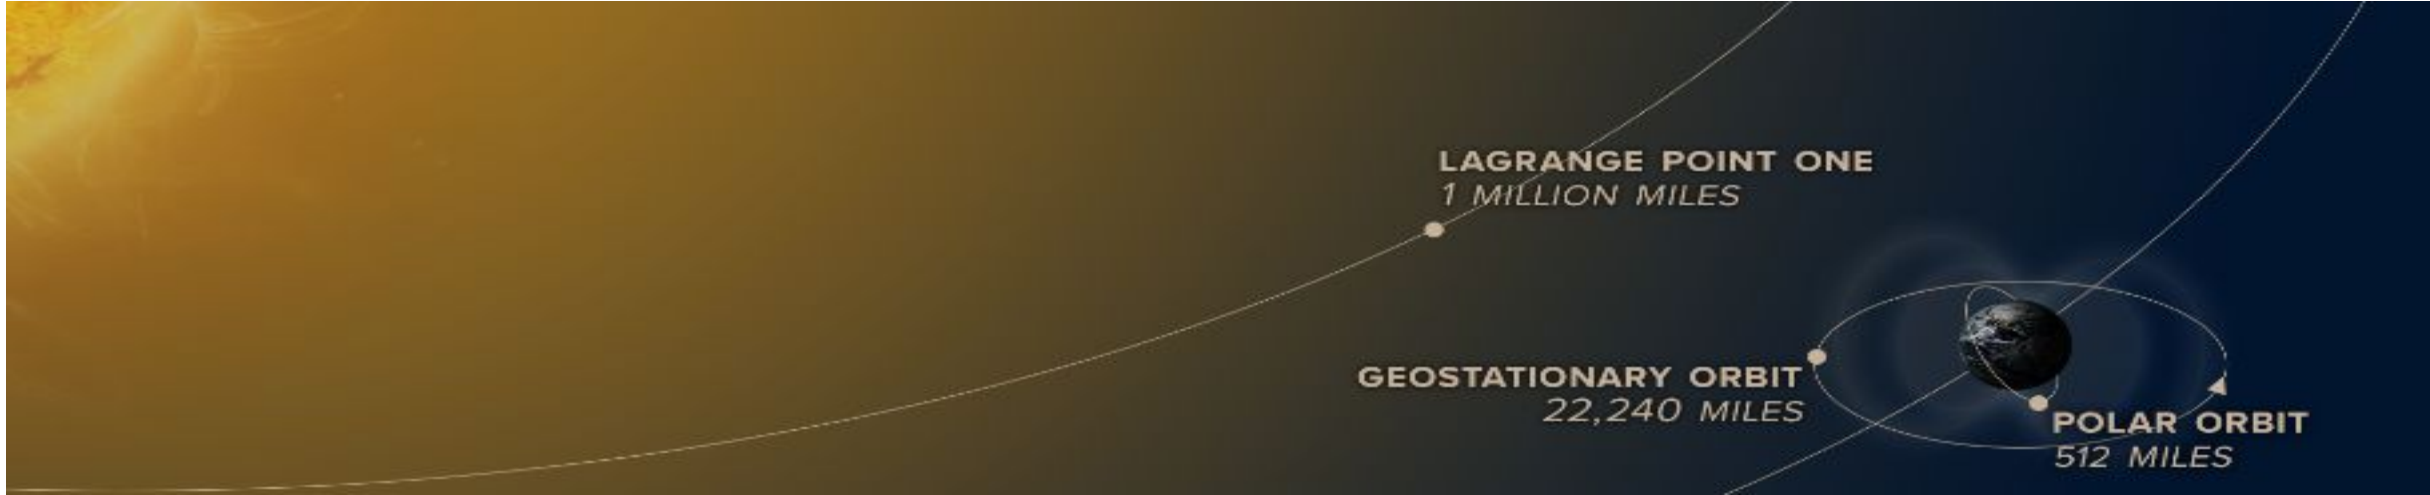 LAGRANGE POINT ONE
1 MILLION MILES
GEOSTATIONARY ORBIT
22,240 MILES
POLAR ORBIT
512 MILES